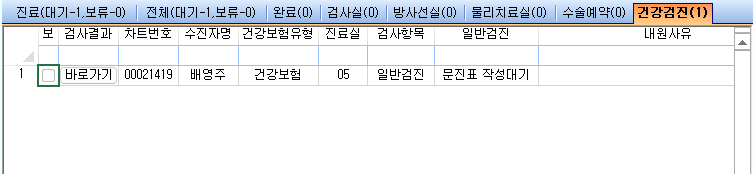 진료(대기-1,보류-0) 전체(대기-1,보류-0) 완료(0) 검사실(0) 방사선실(0) 물리치료실(0) 수술예약(0) 건강검진(1)
보 검사결과 차트번호 수진자명 건강보험유형 진료실 검사항목 일반검진 내원사유
1 바로가기 00021419 배영주 건강보험 05 일반검진 문진표 작성대기